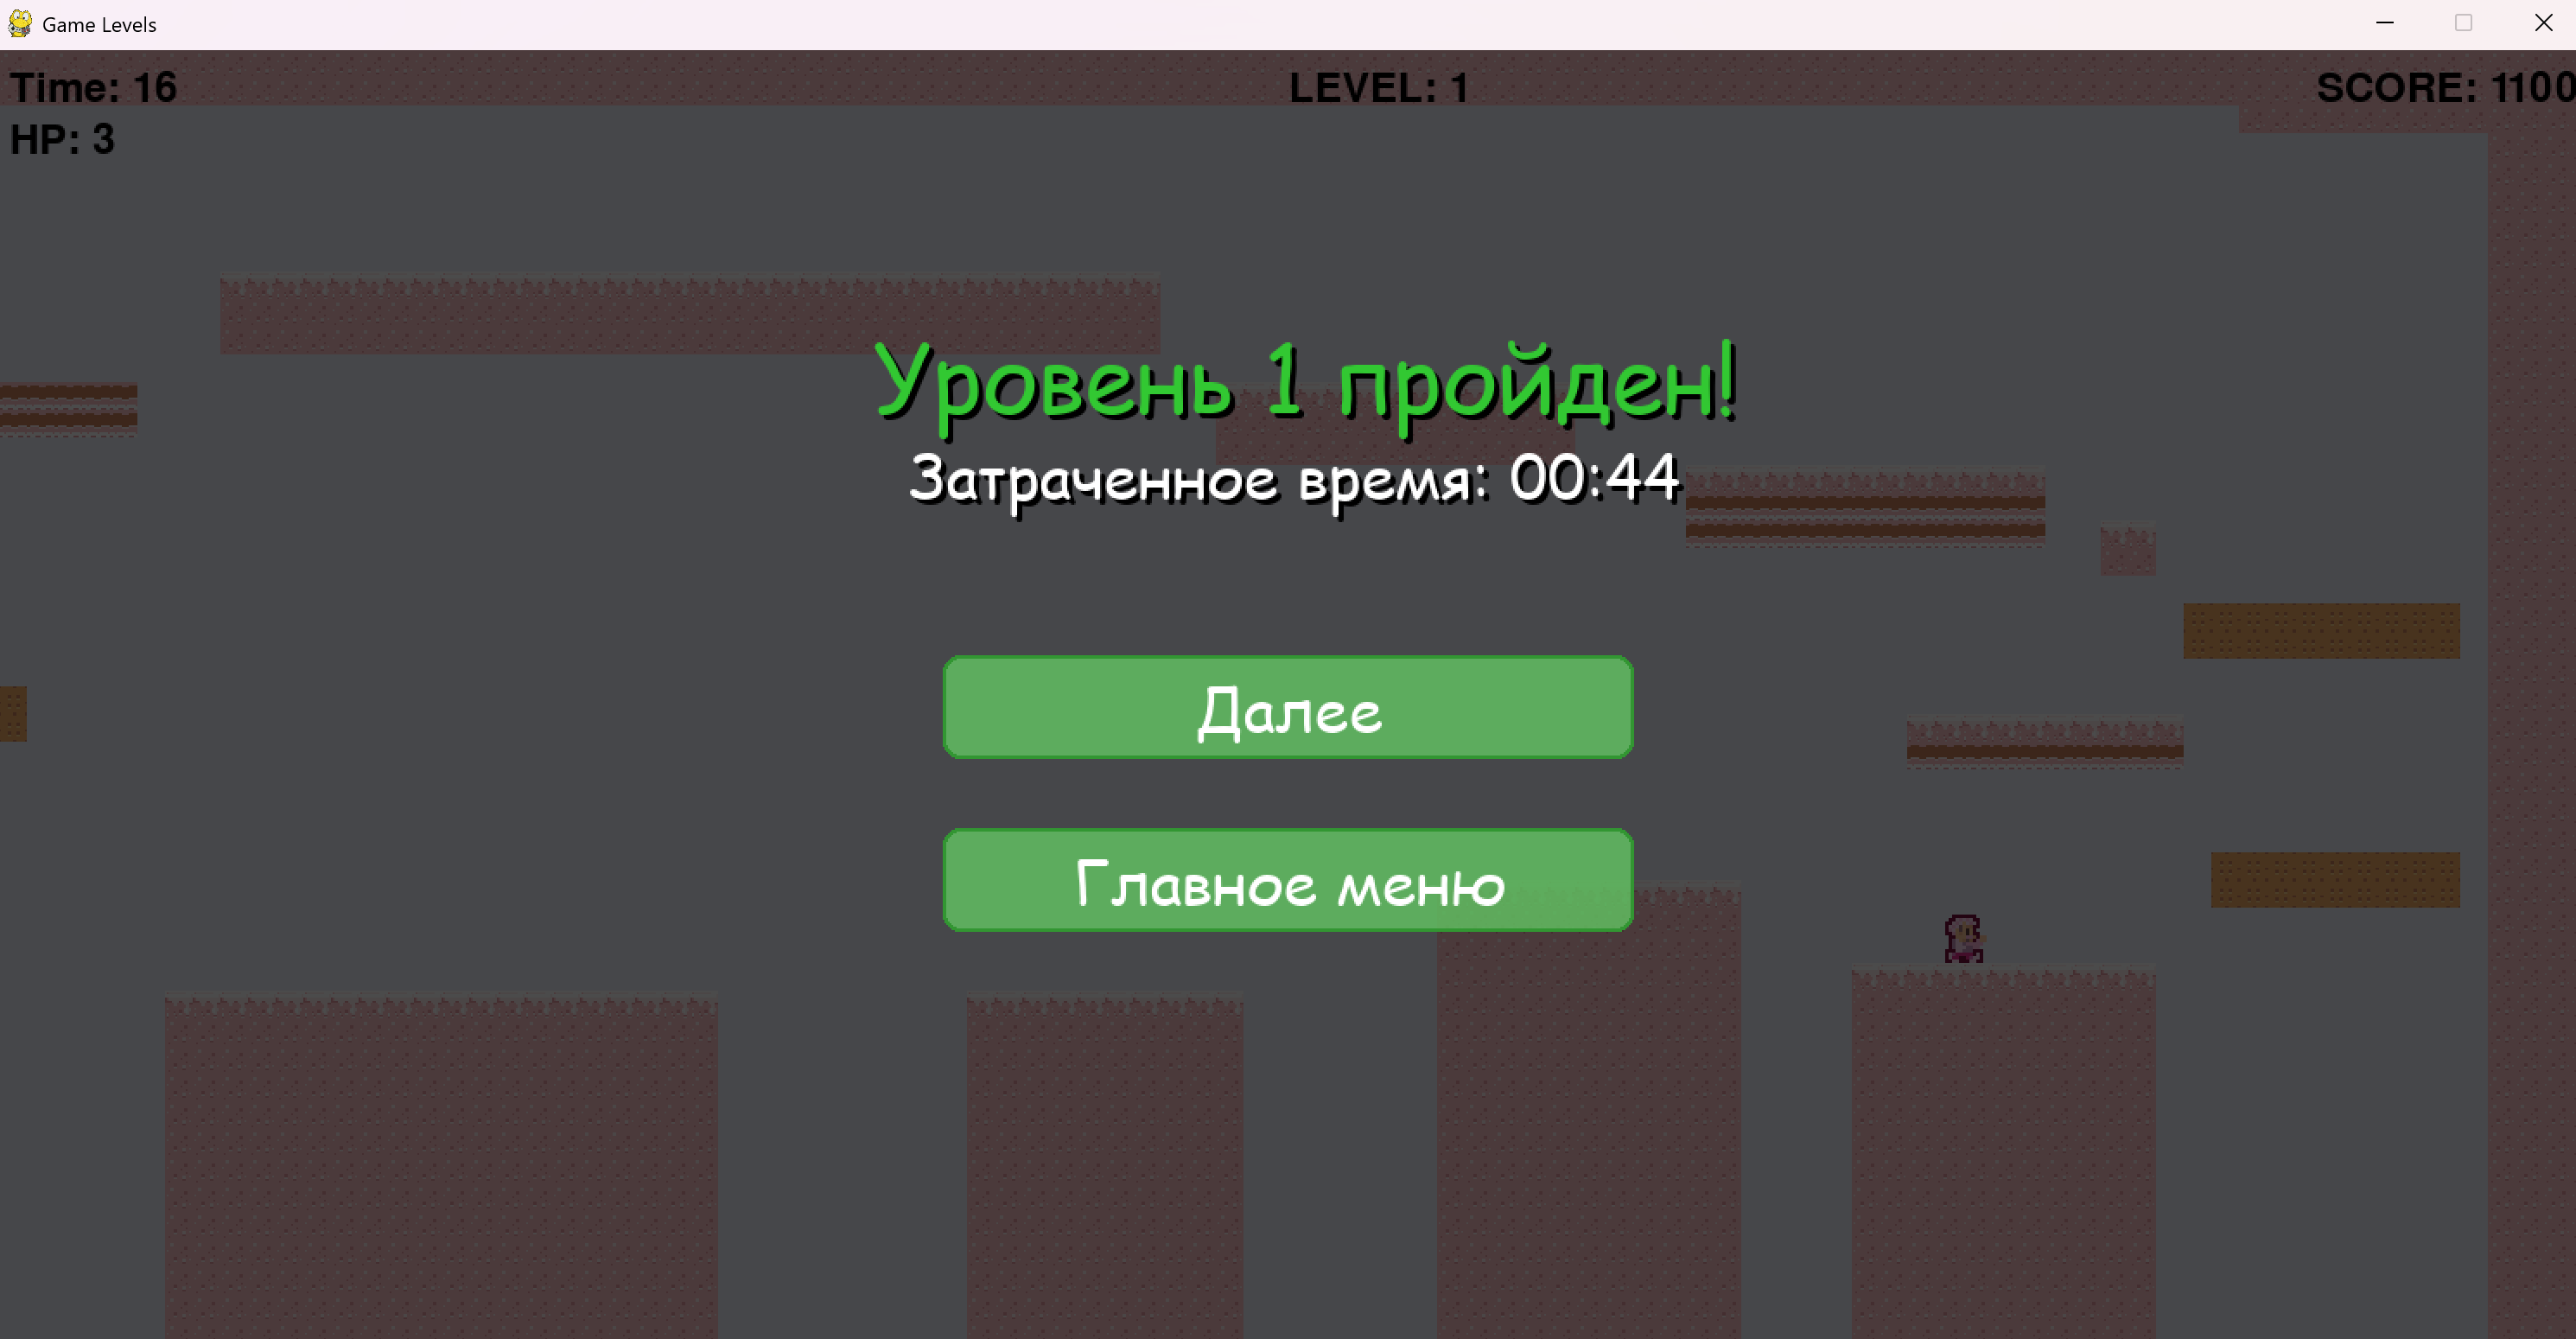 Game Levels
Time: 16
LEVEL: 1
SCORE: 1100
HP: 3
Уровень 1 пройден!
Затраченное время: 00:44
Далее
Главное меню